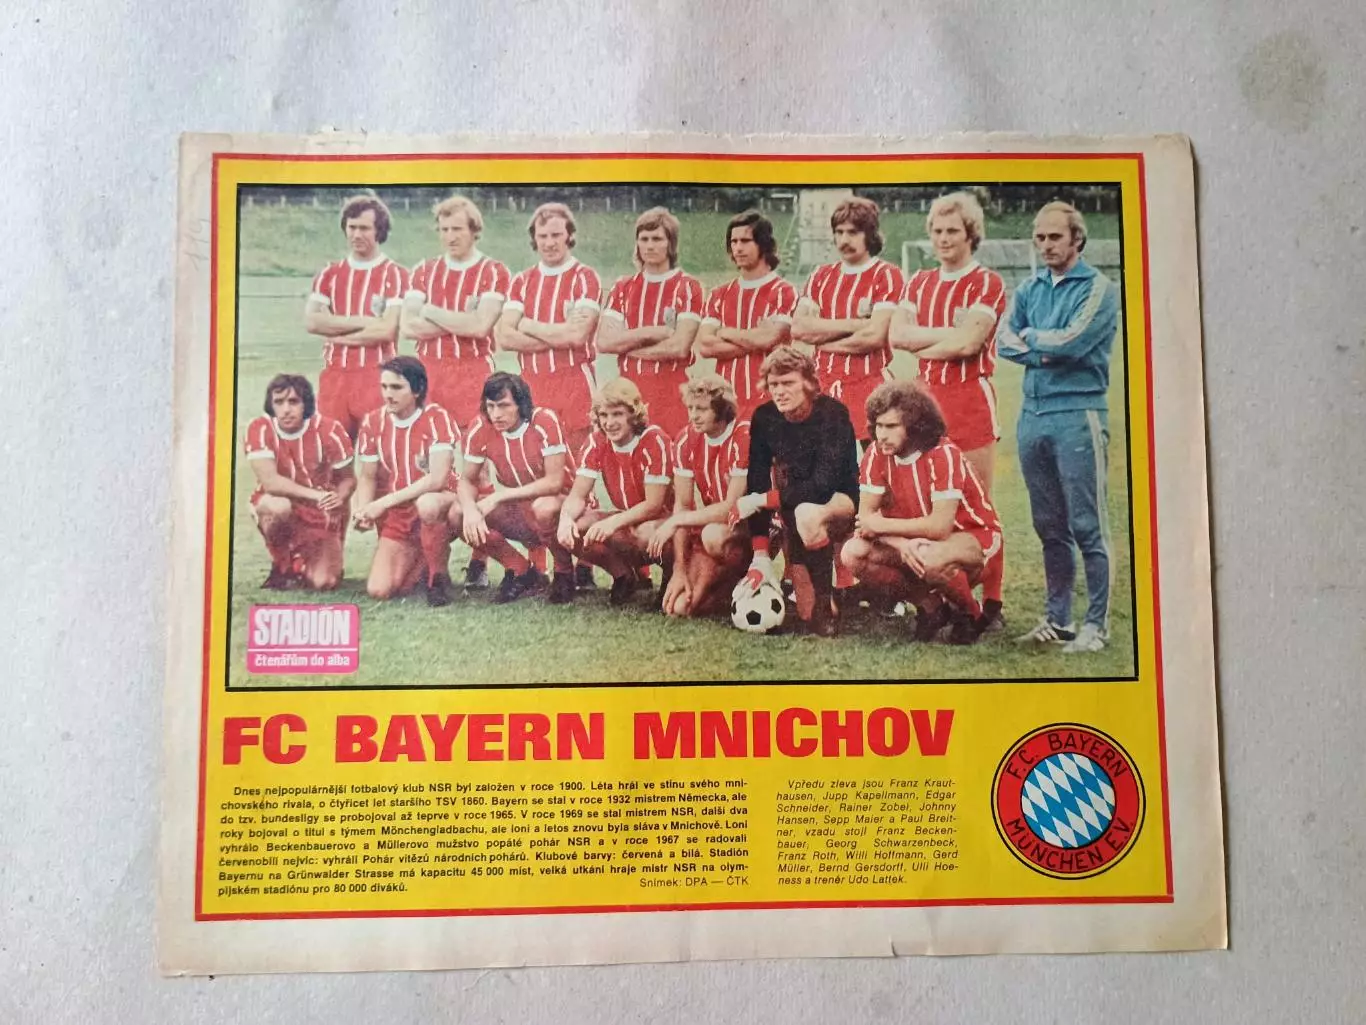 119
STADIÓN
čtenářům do alba
FC BAYERN MNICHOV
Dnes nejpopulárnější fotbalový klub NSR byl založen v roce 1900. Léta hrál ve stínu svého mni-
chovského rivala, o čtyřicet let staršího TSV 1860. Bayern se stal v roce 1932 mistrem Německa, ale
do tzv. bundesligy se probojoval až teprve v roce 1965. V roce 1969 se stal mistrem NSR, další dva
roky bojoval o titul s týmem Mönchengladbachu, ale loni a letos znovu byla sláva v Mnichově. Loni
vyhrálo Beckenbauerovo a Müllerovo mužstvo popáté pohár NSR a v roce 1967 se radovali
červenobílí nejvíc: vyhráli Pohár vítězů národních pohárů. Klubové barvy: červená a bílá. Stadión
Bayernu na Grünwalder Strasse má kapacitu 45 000 míst, velká utkání hraje mistr NSR na olym-
pijském stadiónu pro 80 000 diváků.
Snímek: DPA — ČTK
Vpředu zleva jsou Franz Kraut-
hausen, Jupp Kapellmann, Edgar
Schneider, Rainer Zobel, Johnny
Hansen, Sepp Maier a Paul Breit-
ner, vzadu stojí Franz Becken-
bauer, Georg Schwarzenbeck,
Franz Roth, Willi Hoffmann, Gerd
Müller, Bernd Gersdorff, Ulli Hoe-
ness a trenér Udo Lattek.
F.C. BAYERN
MÜNCHEN E.V.